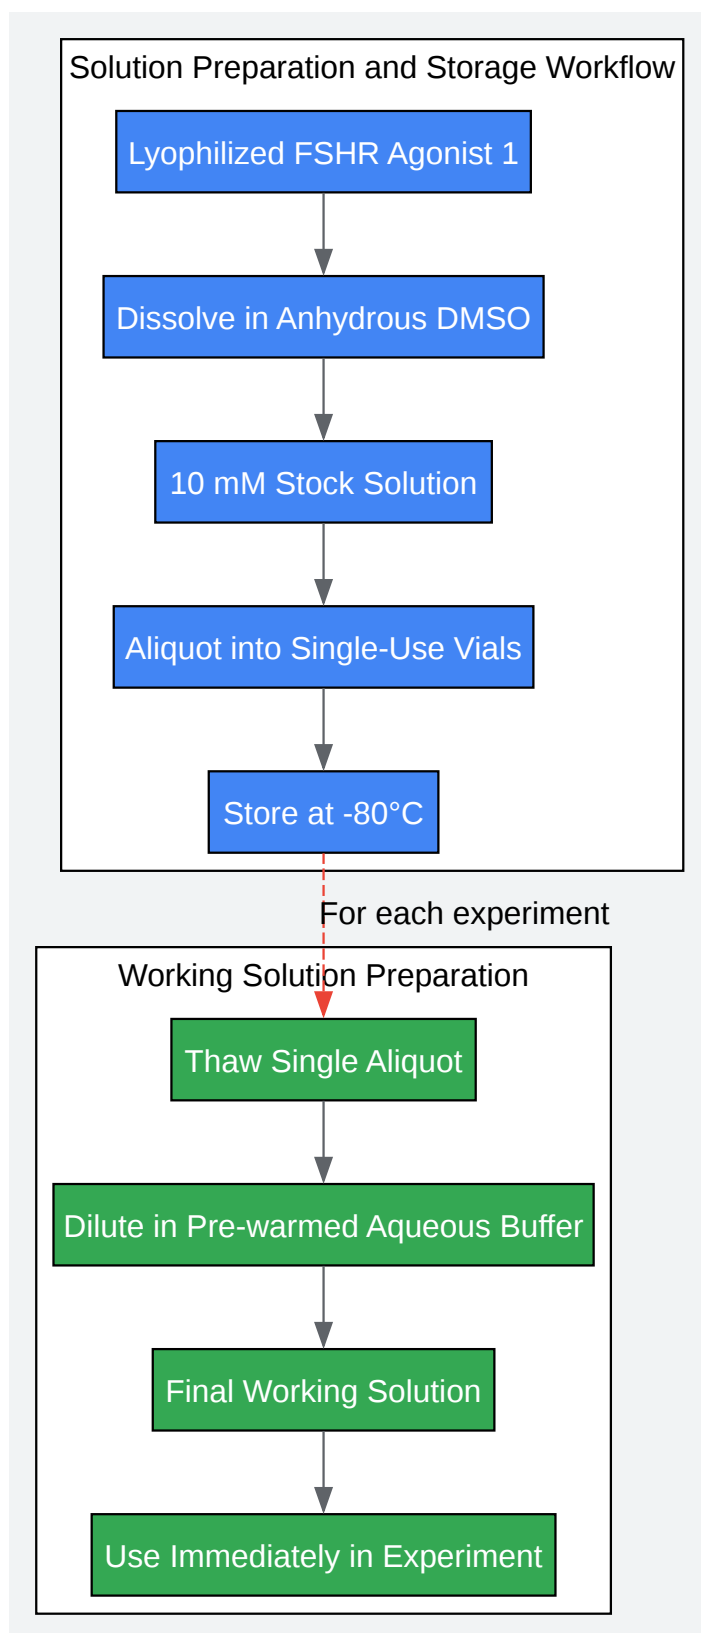 Solution Preparation and Storage Workflow
Lyophilized FSHR Agonist 1
Dissolve in Anhydrous DMSO
10 mM Stock Solution
Aliquot into Single-Use Vials
Store at -80°C
For each experiment
Working Solution Preparation
Thaw Single Aliquot
Dilute in Pre-warmed Aqueous Buffer
Final Working Solution
Use Immediately in Experiment